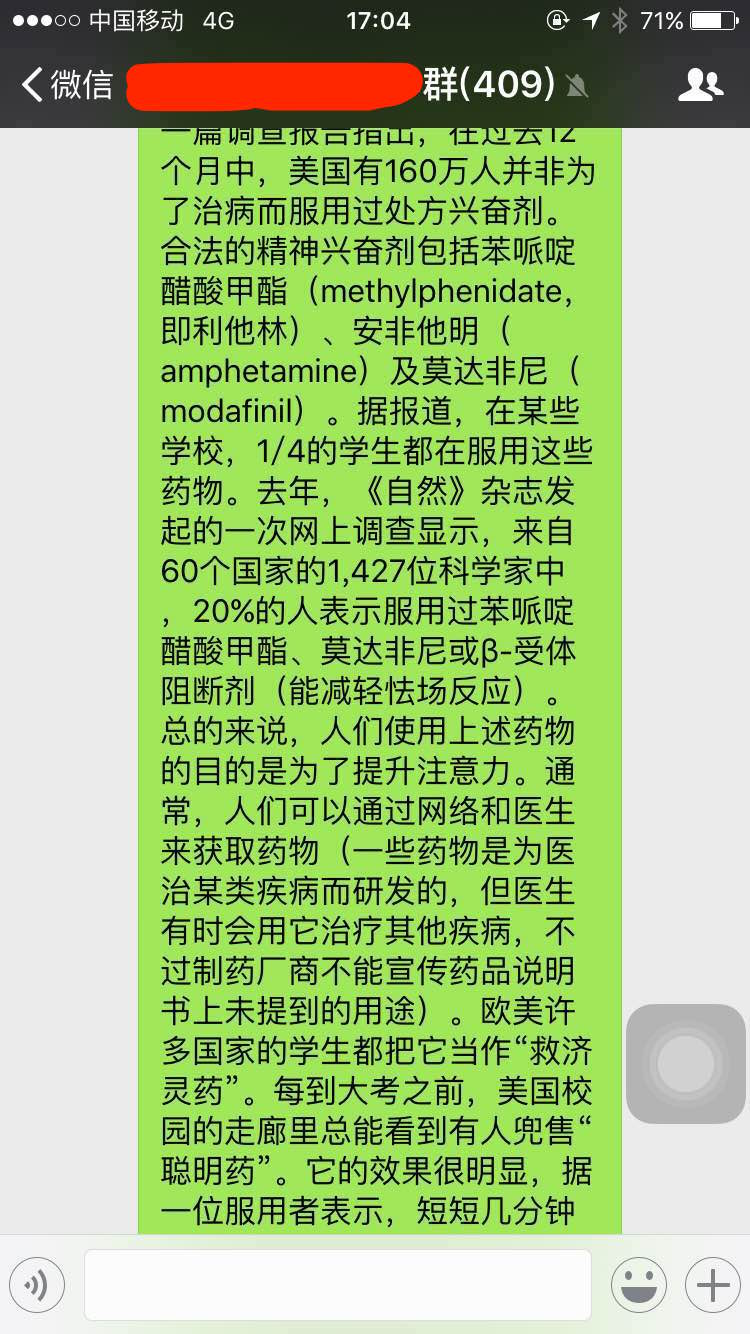 中国移动 4G 17:04 71%
微信 群(409)
一篇调查报告指出，在过去12
个月中，美国有160万人并非为
了治病而服用过处方兴奋剂。
合法的精神兴奋剂包括苯哌啶
醋酸甲酯（methylphenidate，
即利他林）、安非他明（
amphetamine）及莫达非尼（
modafinil）。据报道，在某些
学校，1/4的学生都在服用这些
药物。去年，《自然》杂志发
起的一次网上调查显示，来自
60个国家的1,427位科学家中
，20%的人表示服用过苯哌啶
醋酸甲酯、莫达非尼或β-受体
阻断剂（能减轻怯场反应）。
总的来说，人们使用上述药物
的目的是为了提升注意力。通
常，人们可以通过网络和医生
来获取药物（一些药物是为医
治某类疾病而研发的，但医生
有时会用它治疗其他疾病，不
过制药厂商不能宣传药品说明
书上未提到的用途）。欧美许
多国家的学生都把它当作“救济
灵药”。每到大考之前，美国校
园的走廊里总能看到有人兜售“
聪明药”。它的效果很明显，据
一位服用者表示，短短几分钟